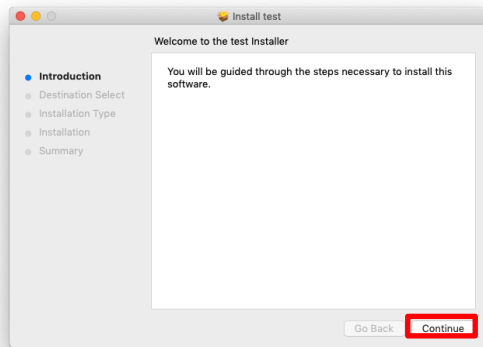 Install test
Welcome to the test Installer
Introduction
Destination Select
Installation Type
Installation
Summary
You will be guided through the steps necessary to install this
software.
Go Back
Continue